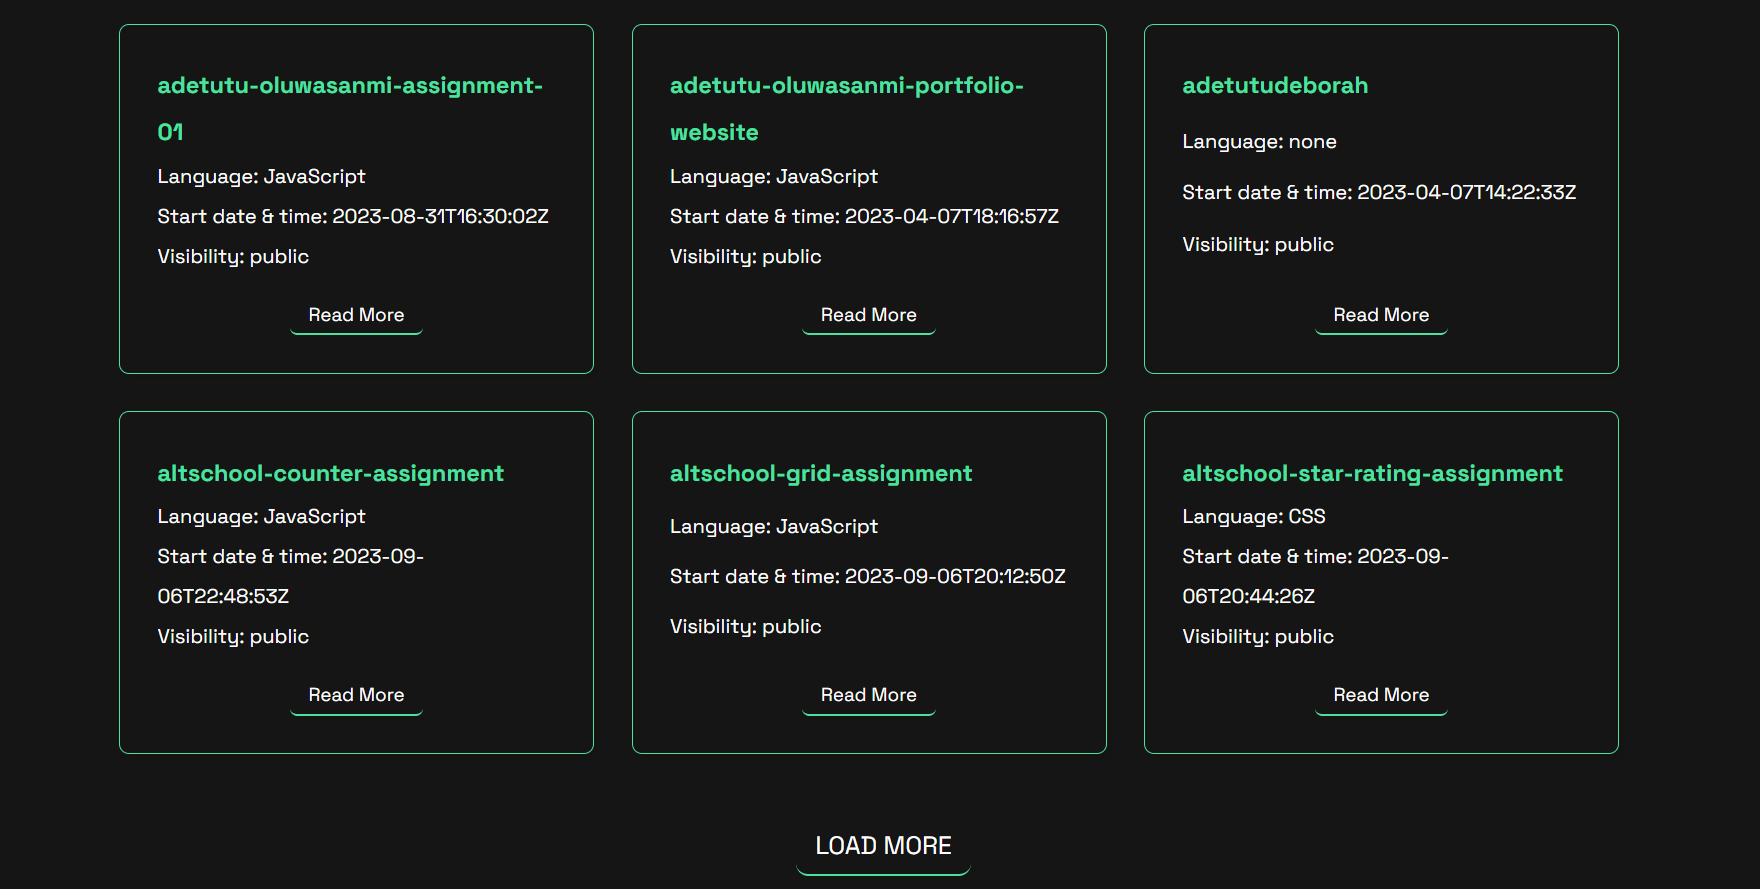 adetutu-oluwasanmi-assignment-
01
Language: JavaScript
Start date & time: 2023-08-31T16:30:02Z
Visibility: public
Read More
adetutu-oluwasanmi-portfolio-
website
Language: JavaScript
Start date & time: 2023-04-07T18:16:57Z
Visibility: public
Read More
adetutudeborah
Language: none
Start date & time: 2023-04-07T14:22:33Z
Visibility: public
Read More
altschool-counter-assignment
Language: JavaScript
Start date & time: 2023-09-
06T22:48:53Z
Visibility: public
Read More
altschool-grid-assignment
Language: JavaScript
Start date & time: 2023-09-06T20:12:50Z
Visibility: public
Read More
altschool-star-rating-assignment
Language: CSS
Start date & time: 2023-09-
06T20:44:26Z
Visibility: public
Read More
LOAD MORE